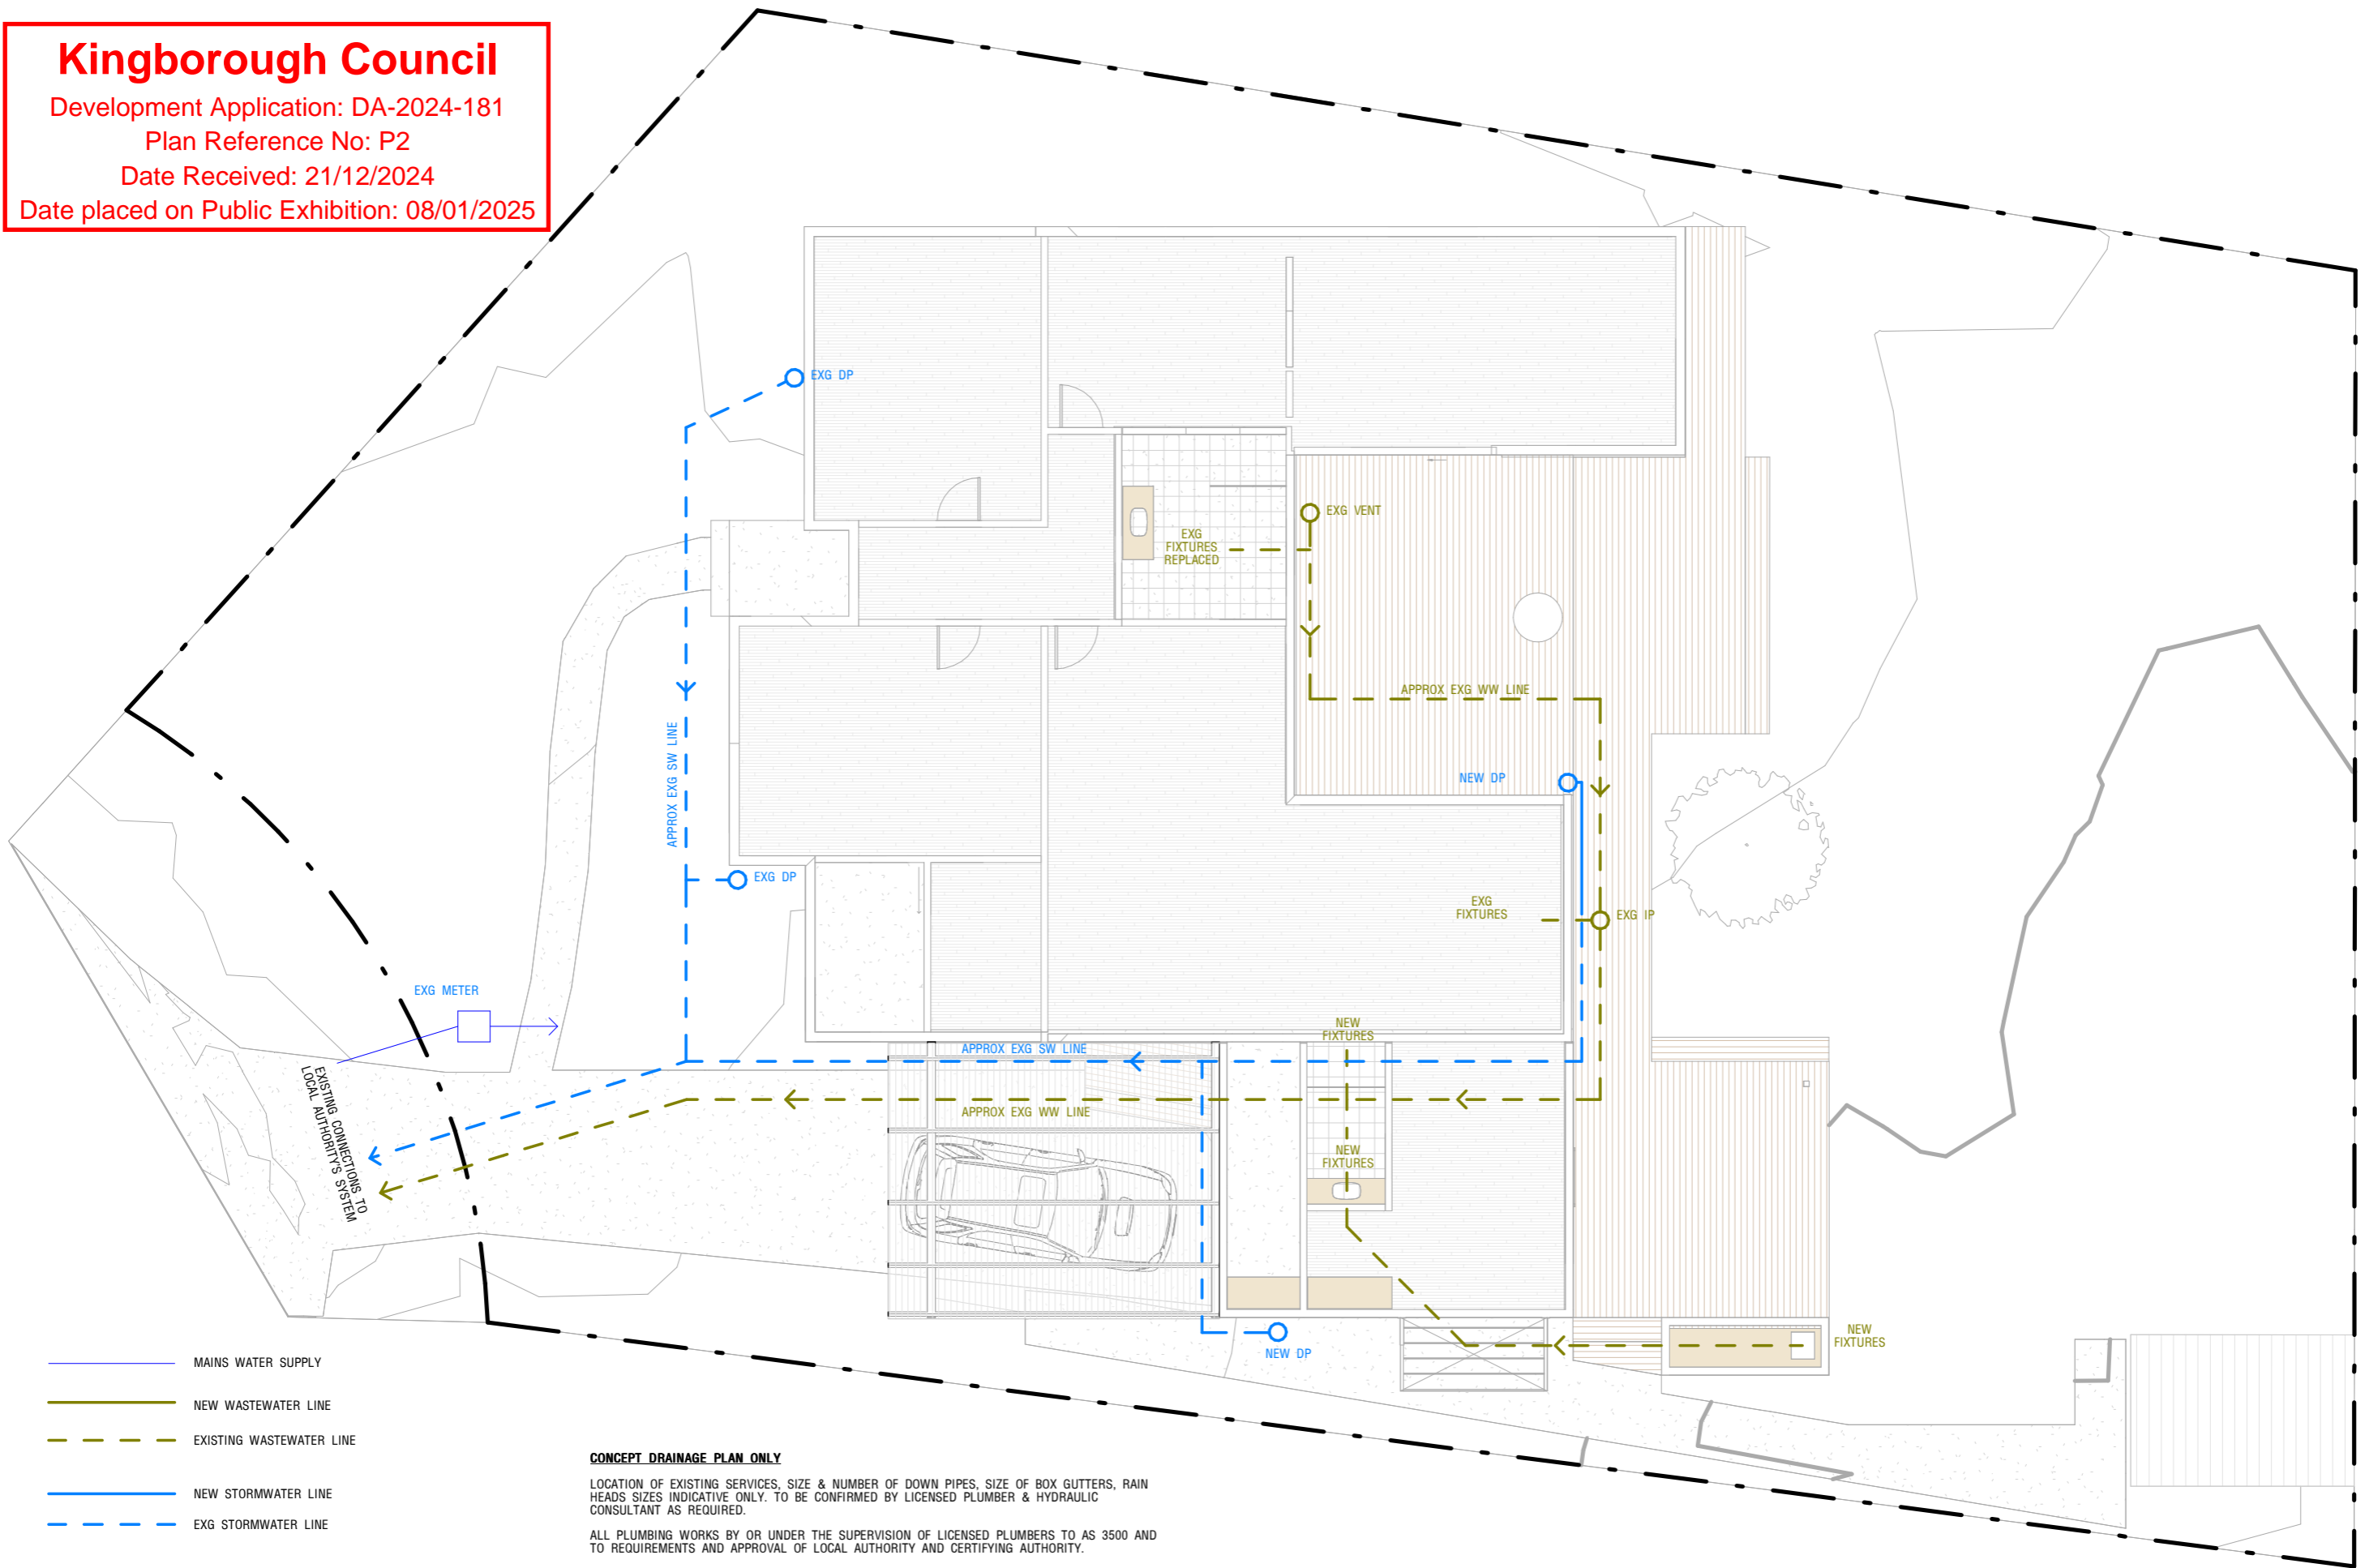 Kingborough Council
Development Application: DA-2024-181
Plan Reference No: P2
Date Received: 21/12/2024
Date placed on Public Exhibition: 08/01/2025
EXG DP
EXG VENT
EXG
FIXTURES
REPLACED
APPROX EXG WW LINE
APPROX EXG SW LINE
NEW DP
EXG DP
EXG
FIXTURES
EXG IP
EXG METER
NEW
FIXTURES
APPROX EXG SW LINE
APPROX EXG WW LINE
EXISTING CONNECTIONS TO
LOCAL AUTHORITY'S SYSTEM
NEW
FIXTURES
NEW DP
NEW
FIXTURES
MAINS WATER SUPPLY
NEW WASTEWATER LINE
EXISTING WASTEWATER LINE
NEW STORMWATER LINE
EXG STORMWATER LINE
CONCEPT DRAINAGE PLAN ONLY
LOCATION OF EXISTING SERVICES, SIZE & NUMBER OF DOWN PIPES, SIZE OF BOX GUTTERS, RAIN
HEADS SIZES INDICATIVE ONLY. TO BE CONFIRMED BY LICENSED PLUMBER & HYDRAULIC
CONSULTANT AS REQUIRED.
ALL PLUMBING WORKS BY OR UNDER THE SUPERVISION OF LICENSED PLUMBERS TO AS 3500 AND
TO REQUIREMENTS AND APPROVAL OF LOCAL AUTHORITY AND CERTIFYING AUTHORITY.